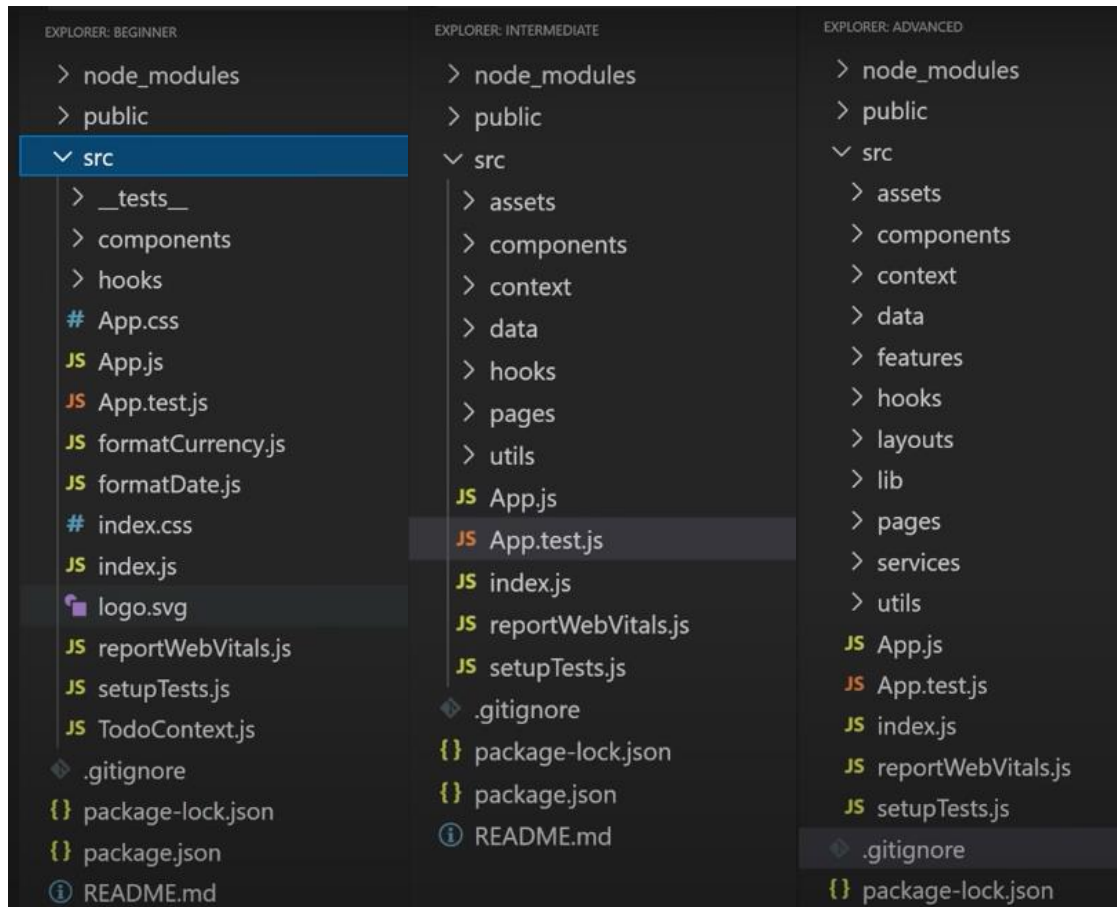 EXPLORER: BEGINNER
node_modules
public
src
__tests__
components
hooks
# App.css
JS App.js
JS App.test.js
JS formatCurrency.js
JS formatDate.js
# index.css
JS index.js
logo.svg
JS reportWebVitals.js
JS setupTests.js
JS TodoContext.js
.gitignore
{} package-lock.json
{} package.json
README.md
EXPLORER: INTERMEDIATE
node_modules
public
src
assets
components
context
data
hooks
pages
utils
JS App.js
JS App.test.js
JS index.js
JS reportWebVitals.js
JS setupTests.js
.gitignore
{} package-lock.json
{} package.json
README.md
EXPLORER: ADVANCED
node_modules
public
src
assets
components
context
data
features
hooks
layouts
lib
pages
services
utils
JS App.js
JS App.test.js
JS index.js
JS reportWebVitals.js
JS setupTests.js
.gitignore
{} package-lock.json